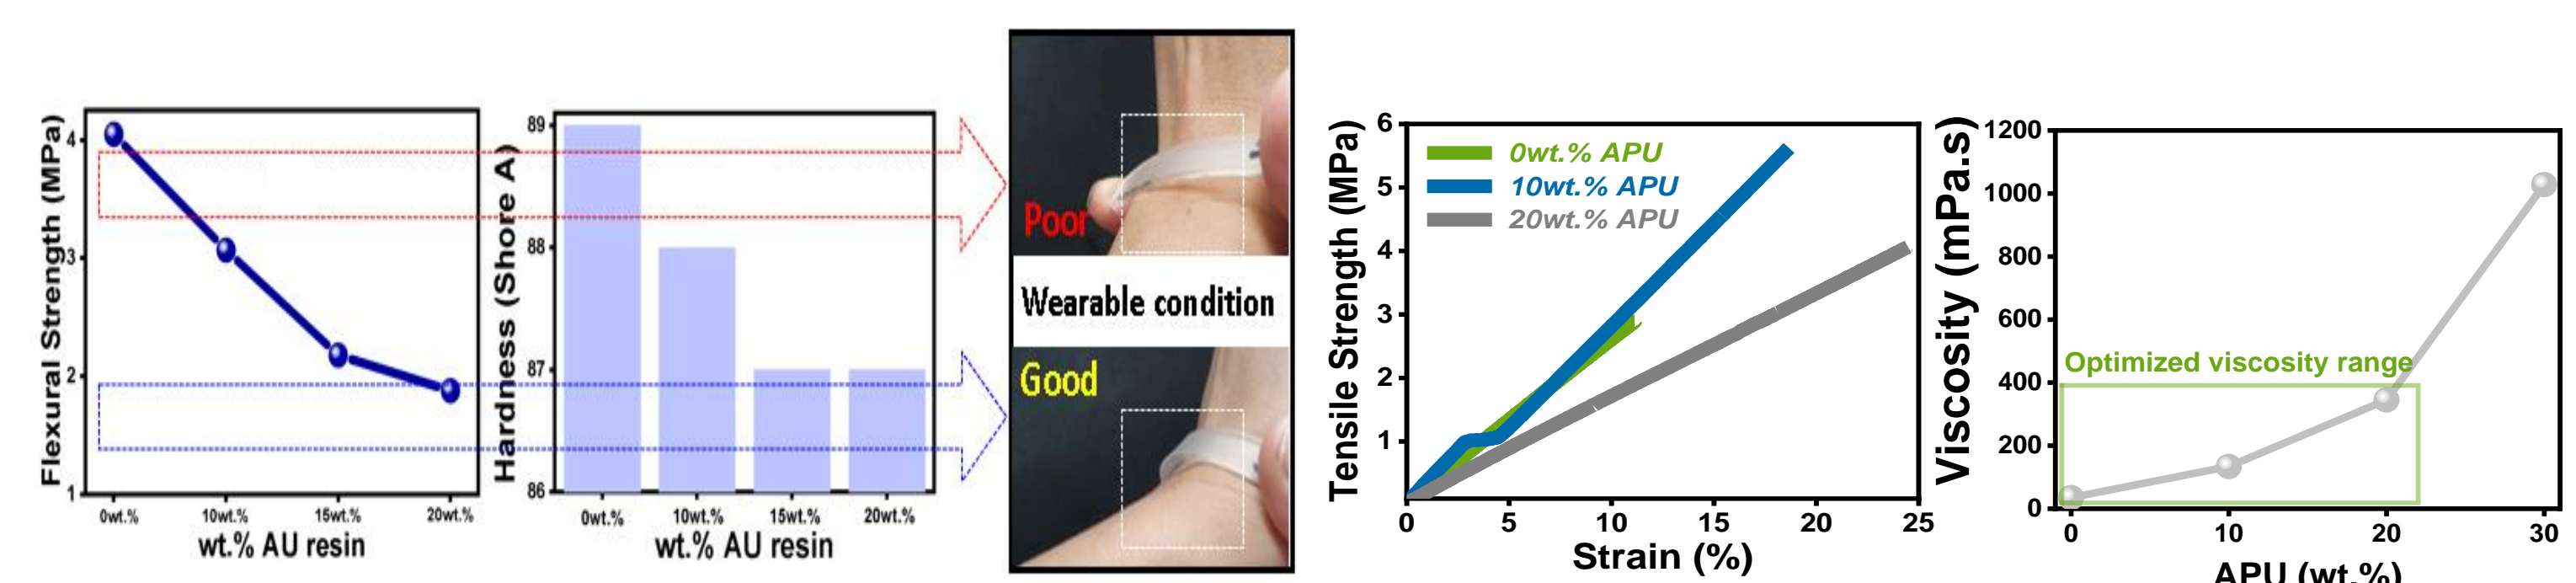 Flexural Strength (MPa)
4
3
2
1
0wt.%
10wt.%
15wt.%
20wt.%
wt.% AU resin
Hardness (Shore A)
89
88
87
86
0wt.%
10wt.%
15wt.%
20wt.%
wt.% AU resin
Poor
Wearable condition
Good
Tensile Strength (MPa)
6
5
4
3
2
1
0wt.% APU
10wt.% APU
20wt.% APU
0
5
10
15
20
25
Strain (%)
Viscosity (mPa.s)
1200
1000
800
600
400
200
0
Optimized viscosity range
0
10
20
30
APU (wt.%)